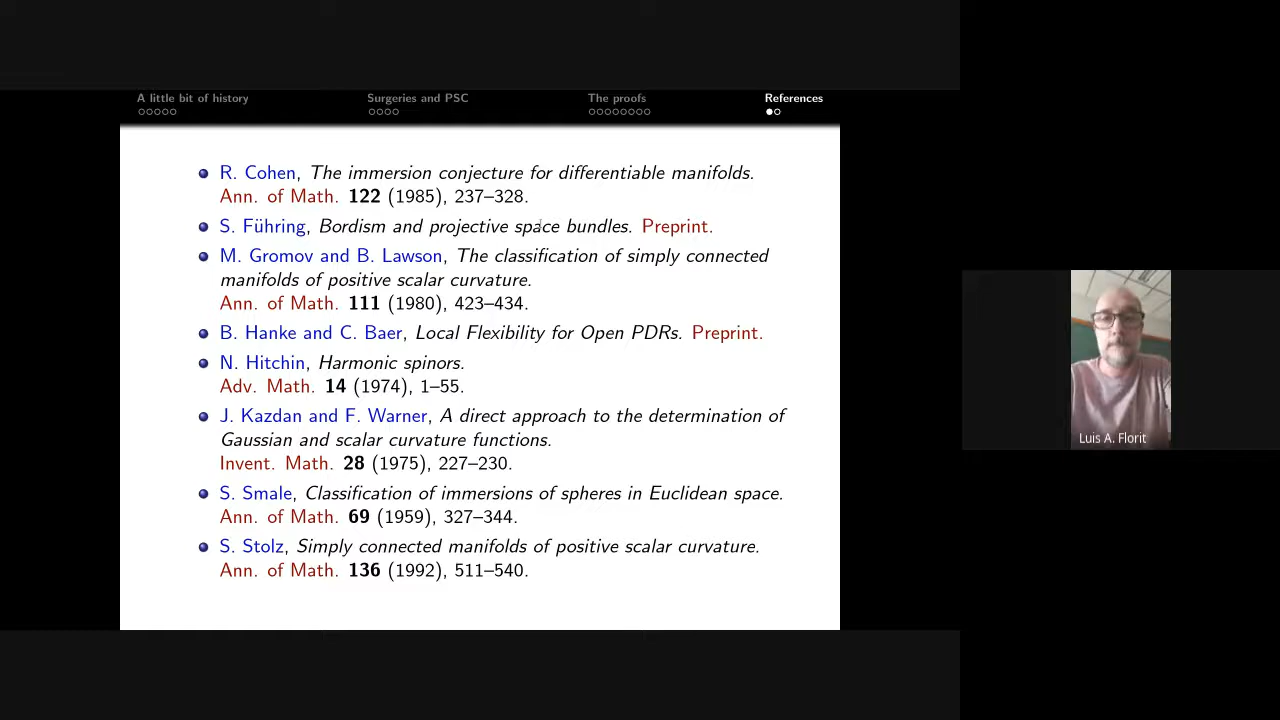 A little bit of history
Surgeries and PSC
The proofs
References
R. Cohen, The immersion conjecture for differentiable manifolds.
Ann. of Math. 122 (1985), 237–328.
S. Führing, Bordism and projective space bundles. Preprint.
M. Gromov and B. Lawson, The classification of simply connected
manifolds of positive scalar curvature.
Ann. of Math. 111 (1980), 423–434.
B. Hanke and C. Baer, Local Flexibility for Open PDRs. Preprint.
N. Hitchin, Harmonic spinors.
Adv. Math. 14 (1974), 1–55.
J. Kazdan and F. Warner, A direct approach to the determination of
Gaussian and scalar curvature functions.
Invent. Math. 28 (1975), 227–230.
S. Smale, Classification of immersions of spheres in Euclidean space.
Ann. of Math. 69 (1959), 327–344.
S. Stolz, Simply connected manifolds of positive scalar curvature.
Ann. of Math. 136 (1992), 511–540.
Luis A. Florit